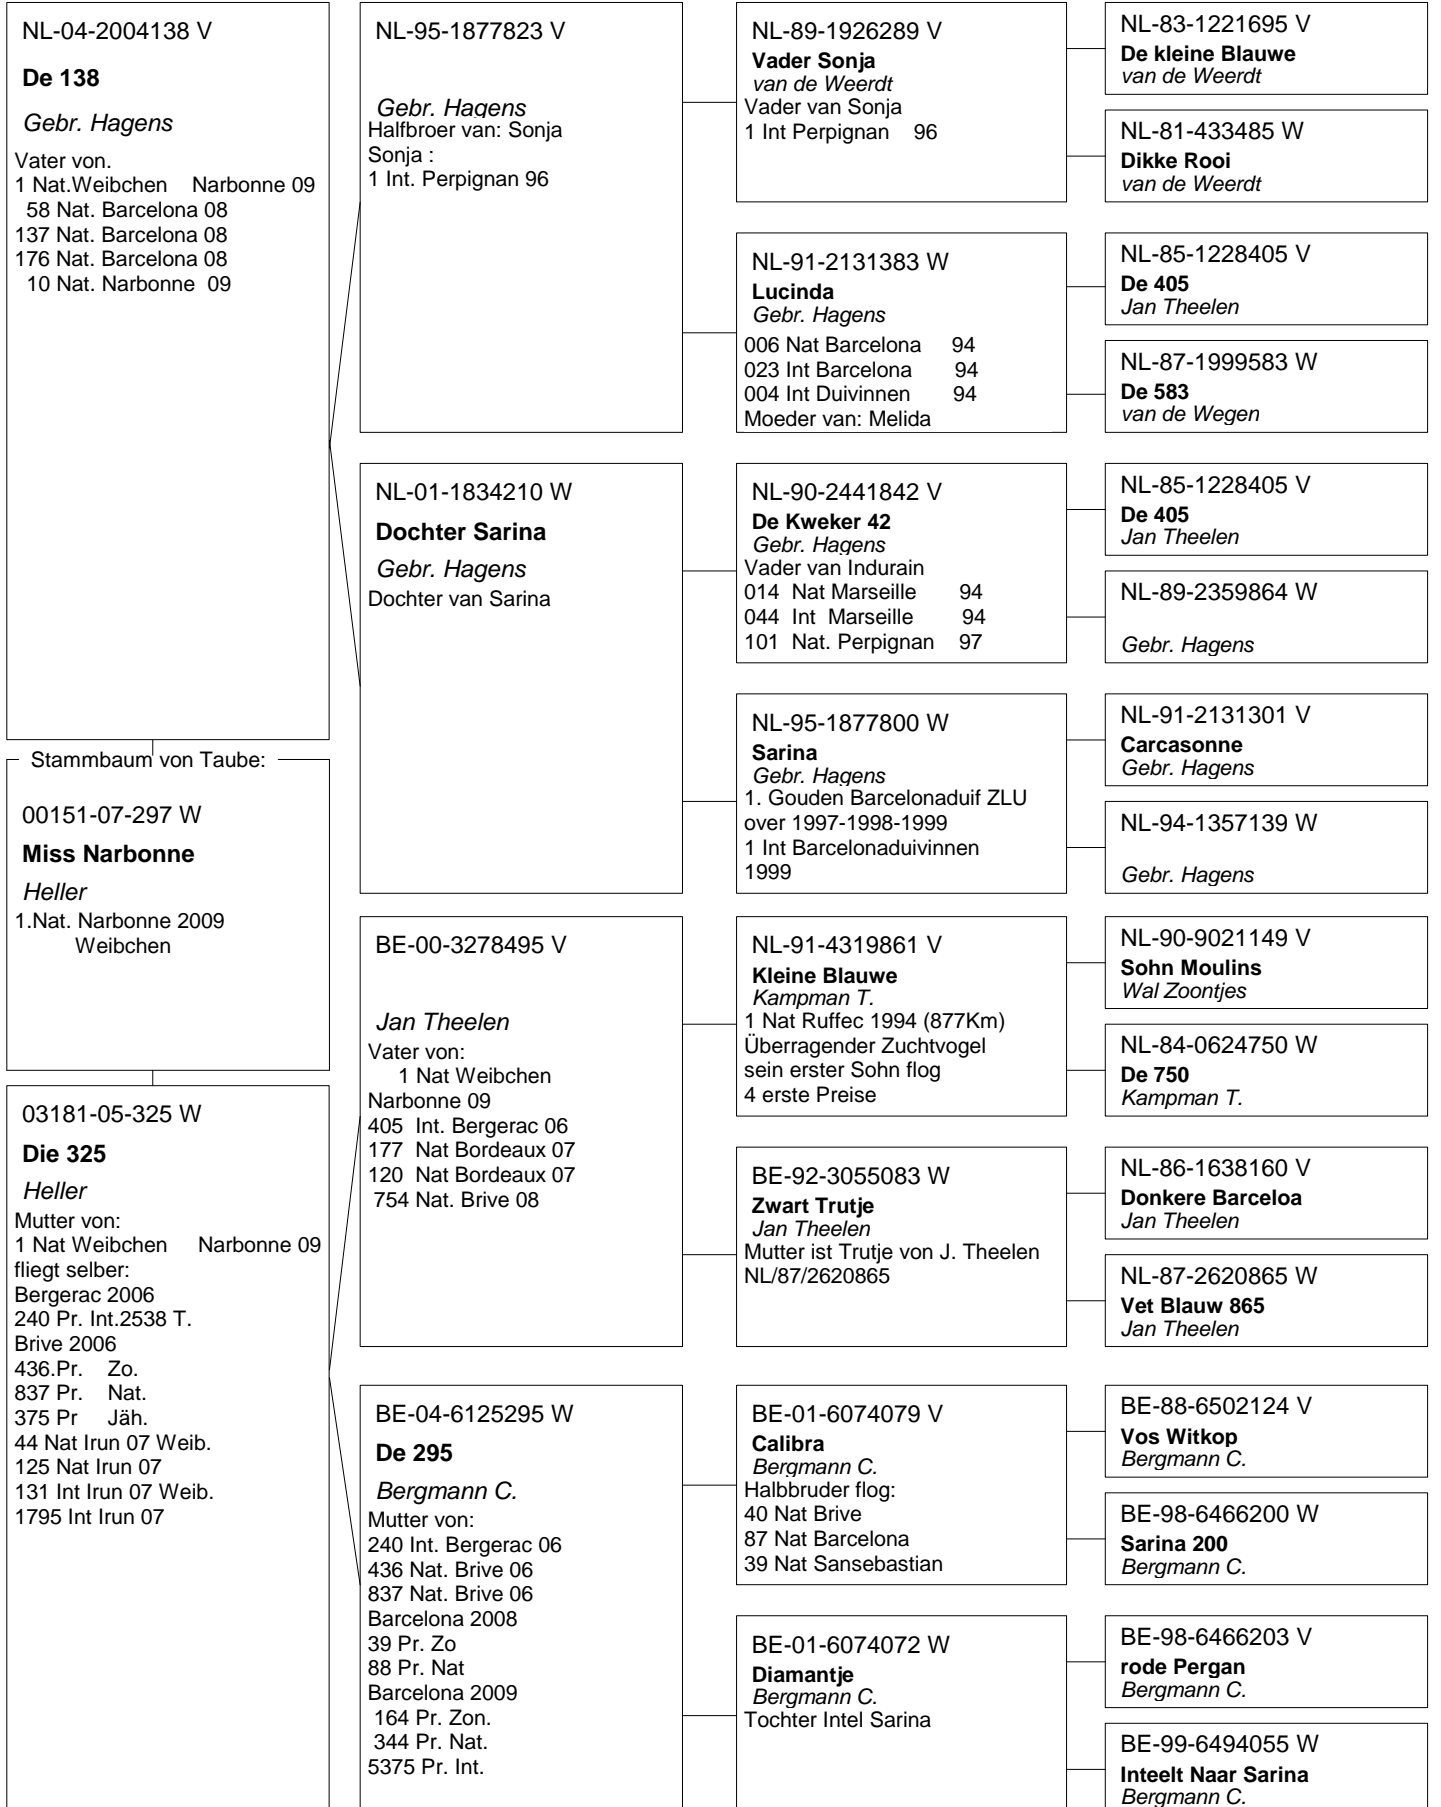 NL-04-2004138 V
De 138
Gebr. Hagens
Vater von.
1 Nat.Weibchen Narbonne 09
58 Nat. Barcelona 08
137 Nat. Barcelona 08
176 Nat. Barcelona 08
10 Nat. Narbonne 09
Stammbaum von Taube:
00151-07-297 W
Miss Narbonne
Heller
1.Nat. Narbonne 2009
Weibchen
03181-05-325 W
Die 325
Heller
Mutter von:
1 Nat Weibchen Narbonne 09
fliegt selber:
Bergerac 2006
240 Pr. Int.2538 T.
Brive 2006
436.Pr. Zo.
837 Pr. Nat.
375 Pr Jäh.
44 Nat Irun 07 Weib.
125 Nat Irun 07
131 Int Irun 07 Weib.
1795 Int Irun 07
NL-95-1877823 V
Gebr. Hagens
Halfbroer van: Sonja
Sonja :
1 Int. Perpignan 96
NL-01-1834210 W
Dochter Sarina
Gebr. Hagens
Dochter van Sarina
BE-00-3278495 V
Jan Theelen
Vater von:
1 Nat Weibchen
Narbonne 09
405 Int. Bergerac 06
177 Nat Bordeaux 07
120 Nat Bordeaux 07
754 Nat. Brive 08
BE-04-6125295 W
De 295
Bergmann C.
Mutter von:
240 Int. Bergerac 06
436 Nat. Brive 06
837 Nat. Brive 06
Barcelona 2008
39 Pr. Zo
88 Pr. Nat
Barcelona 2009
164 Pr. Zon.
344 Pr. Nat.
5375 Pr. Int.
NL-89-1926289 V
Vader Sonja
van de Weerdt
Vader van Sonja
1 Int Perpignan 96
NL-91-2131383 W
Lucinda
Gebr. Hagens
006 Nat Barcelona 94
023 Int Barcelona 94
004 Int Duivinnen 94
Moeder van: Melida
NL-90-2441842 V
De Kweker 42
Gebr. Hagens
Vader van Indurain
014 Nat Marseille 94
044 Int Marseille 94
101 Nat. Perpignan 97
NL-95-1877800 W
Sarina
Gebr. Hagens
1. Gouden Barcelonaduif ZLU
over 1997-1998-1999
1 Int Barcelonaduivinnen
1999
NL-91-4319861 V
Kleine Blauwe
Kampman T.
1 Nat Ruffec 1994 (877Km)
Überragender Zuchtvogel
sein erster Sohn flog
4 erste Preise
BE-92-3055083 W
Zwart Trutje
Jan Theelen
Mutter ist Trutje von J. Theelen
NL/87/2620865
BE-01-6074079 V
Calibra
Bergmann C.
Halbbruder flog:
40 Nat Brive
87 Nat Barcelona
39 Nat Sansebastian
BE-01-6074072 W
Diamantje
Bergmann C.
Tochter Intel Sarina
NL-83-1221695 V
De kleine Blauwe
van de Weerdt
NL-81-433485 W
Dikke Rooi
van de Weerdt
NL-85-1228405 V
De 405
Jan Theelen
NL-87-1999583 W
De 583
van de Wegen
NL-85-1228405 V
De 405
Jan Theelen
NL-89-2359864 W
Gebr. Hagens
NL-91-2131301 V
Carcasonne
Gebr. Hagens
NL-94-1357139 W
Gebr. Hagens
NL-90-9021149 V
Sohn Moulins
Wal Zoontjes
NL-84-0624750 W
De 750
Kampman T.
NL-86-1638160 V
Donkere Barceloa
Jan Theelen
NL-87-2620865 W
Vet Blauw 865
Jan Theelen
BE-88-6502124 V
Vos Witkop
Bergmann C.
BE-98-6466200 W
Sarina 200
Bergmann C.
BE-98-6466203 V
rode Pergan
Bergmann C.
BE-99-6494055 W
Inteelt Naar Sarina
Bergmann C.